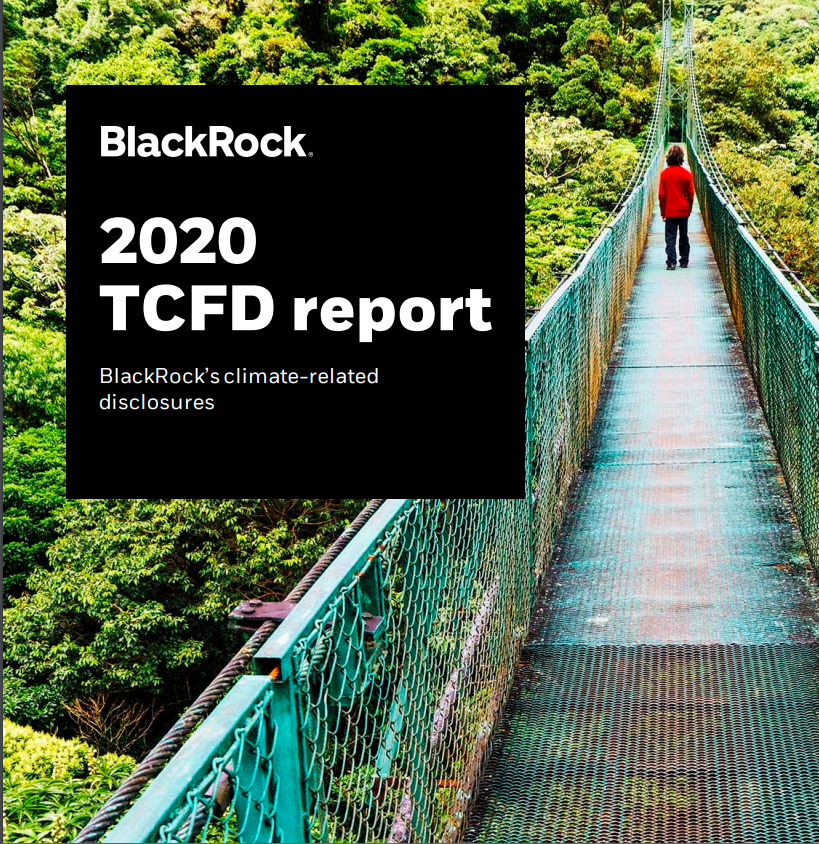 BlackRock®
2020
TCFD report
BlackRock's climate-related
disclosures